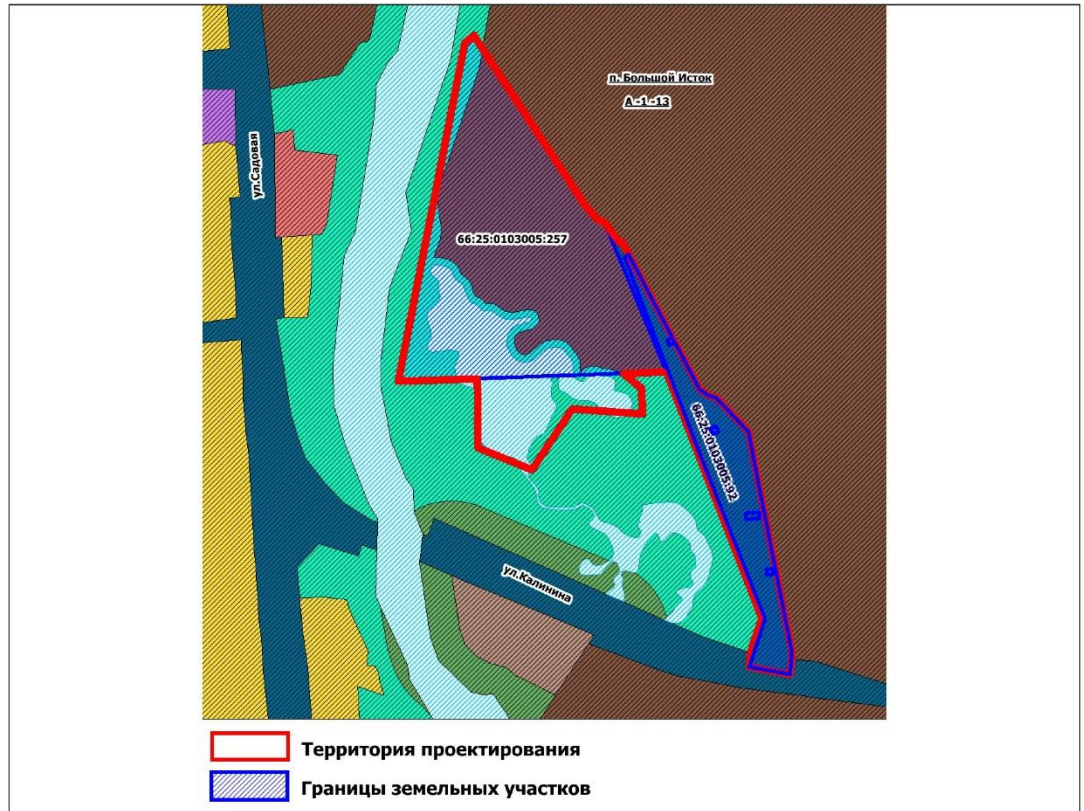 п. Большой Исток
А -1 -13
ул.Садовая
66:25:0103005:257
66:25:0103005:92
ул.Калинина
Территория проектирования
Границы земельных участков